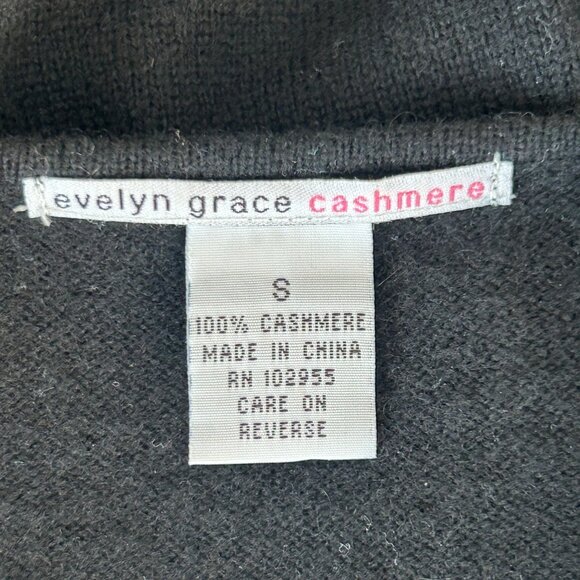 evelyn grace cashmere
S
100% CASHMERE
MADE IN CHINA
RN 102955
CARE ON
REVERSE